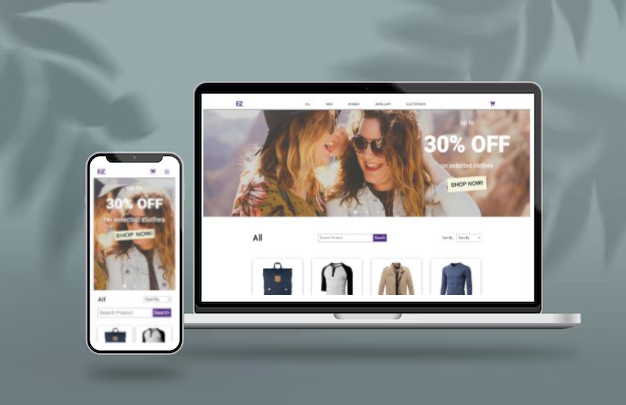 EZ
ALL MEN WOMEN JEWELLERY ELECTRONICS
up to
30% OFF
on selected clothes
SHOP NOW!
All
Search Product
Search
Sort By
Sort By
EZ
up to
30% OFF
on selected clothes
SHOP NOW!
All
Sort By
Search Product
Search